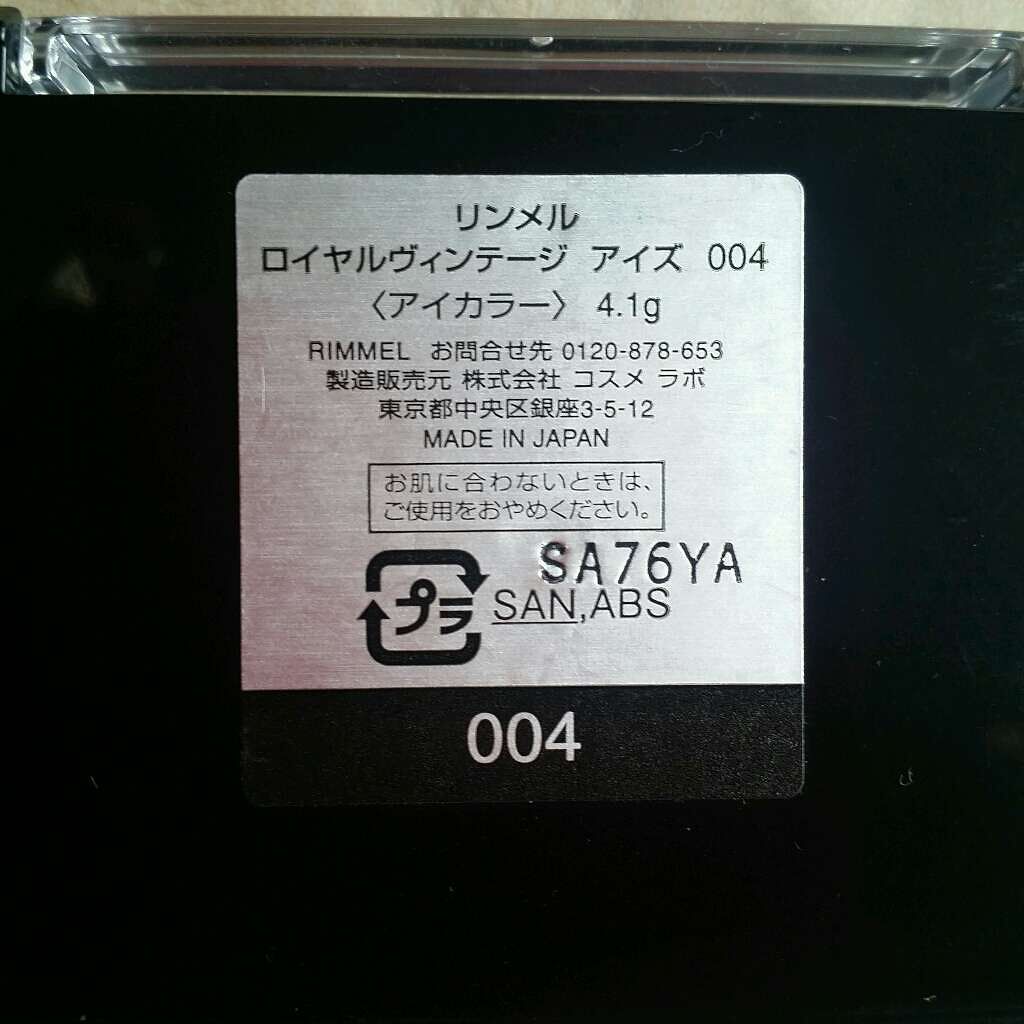 リンメル
ロイヤルヴィンテージ アイズ 004
〈アイカラー〉 4.1g
RIMMEL お問合せ先 0120-878-653
製造販売元 株式会社 コスメ ラボ
東京都中央区銀座3-5-12
MADE IN JAPAN
お肌に合わないときは、
ご使用をおやめください。
SA76YA
プラ SAN,ABS
004